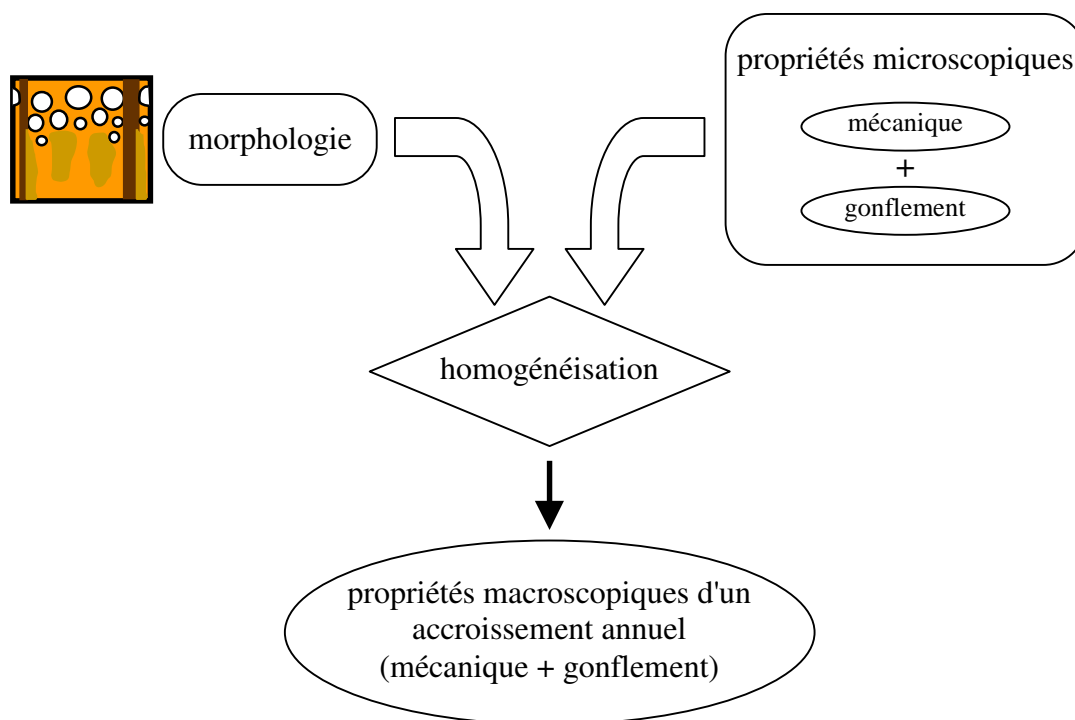 morphologie
propriétés microscopiques
mécanique
+
gonflement
homogénéisation
propriétés macroscopiques d'un
accroissement annuel
(mécanique + gonflement)